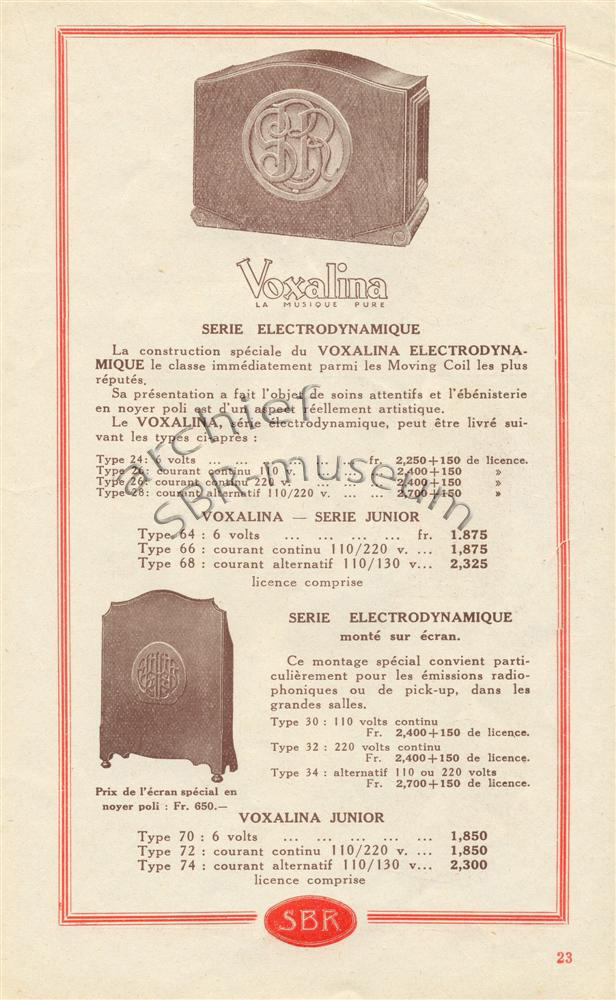 SBR
Voxalina
LA MUSIQUE PURE
SERIE ELECTRODYNAMIQUE
La construction spéciale du VOXALINA ELECTRODYNA-
MIQUE le classe immédiatement parmi les Moving Coil les plus
réputés.
Sa présentation a fait l'objet de soins attentifs et l'ébénisterie
en noyer poli est d'un aspect réellement artistique.
Le VOXALINA, série électrodynamique, peut être livré sui-
vant les types ci-après :
Type 24: 6 volts ... ... ... ... ... ... fr. 2,250+150 de licence.
Type : courant continu 110 v. ... ... ... 2,400+150 »
Type 26: courant continu 220 v. ... ... ... 2,400+150 »
Type 28: courant alternatif 110/220 v. ... ... 2,700+150 »
archief
SBR museum
VOXALINA — SERIE JUNIOR
Type 64 : 6 volts ... ... ... ... fr. 1.875
Type 66 : courant continu 110/220 v. ... 1,875
Type 68 : courant alternatif 110/130 v... 2,325
licence comprise
SERIE ELECTRODYNAMIQUE
monté sur écran.
Ce montage spécial convient parti-
culièrement pour les émissions radio-
phoniques ou de pick-up, dans les
grandes salles.
Type 30 : 110 volts continu
Fr. 2,400+150 de licence.
Type 32 : 220 volts continu
Fr. 2,400+150 de licence.
Type 34 : alternatif 110 ou 220 volts
Fr. 2,700+150 de licence.
Prix de l'écran spécial en
noyer poli : Fr. 650.—
VOXALINA JUNIOR
Type 70 : 6 volts ... ... ... ... ... 1,850
Type 72 : courant continu 110/220 v. ... 1,850
Type 74 : courant alternatif 110/130 v... 2,300
licence comprise
SBR
23